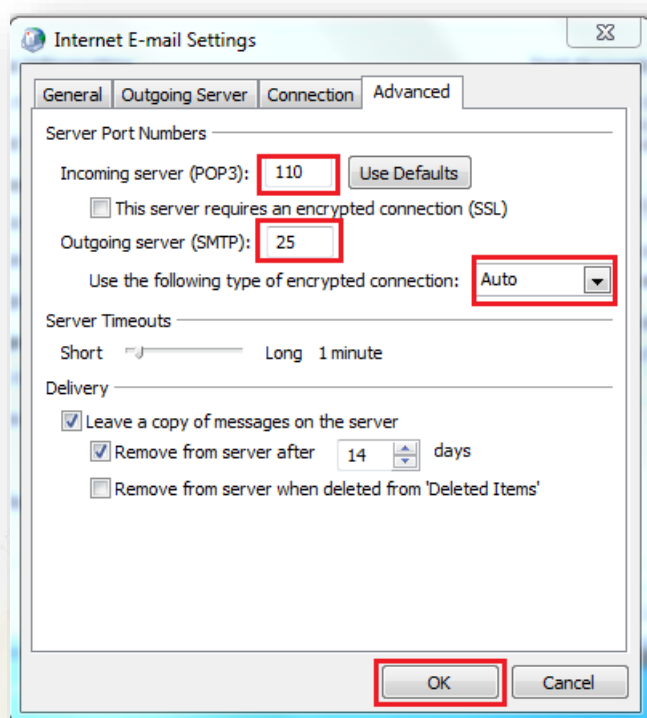 Internet E-mail Settings
General Outgoing Server Connection Advanced
Server Port Numbers
Incoming server (POP3): 110 Use Defaults
This server requires an encrypted connection (SSL)
Outgoing server (SMTP): 25
Use the following type of encrypted connection: Auto
Server Timeouts
Short Long 1 minute
Delivery
Leave a copy of messages on the server
Remove from server after 14 days
Remove from server when deleted from 'Deleted Items'
OK Cancel